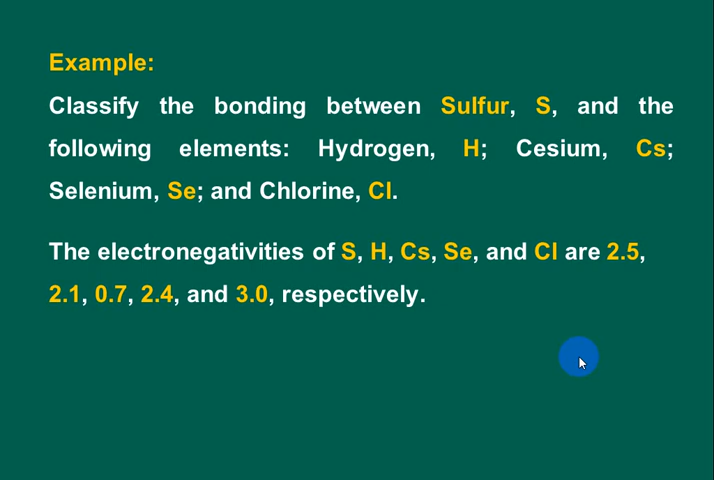 Example:
Classify the bonding between Sulfur, S, and the
following elements: Hydrogen, H; Cesium, Cs;
Selenium, Se; and Chlorine, Cl.
The electronegativities of S, H, Cs, Se, and Cl are 2.5,
2.1, 0.7, 2.4, and 3.0, respectively.